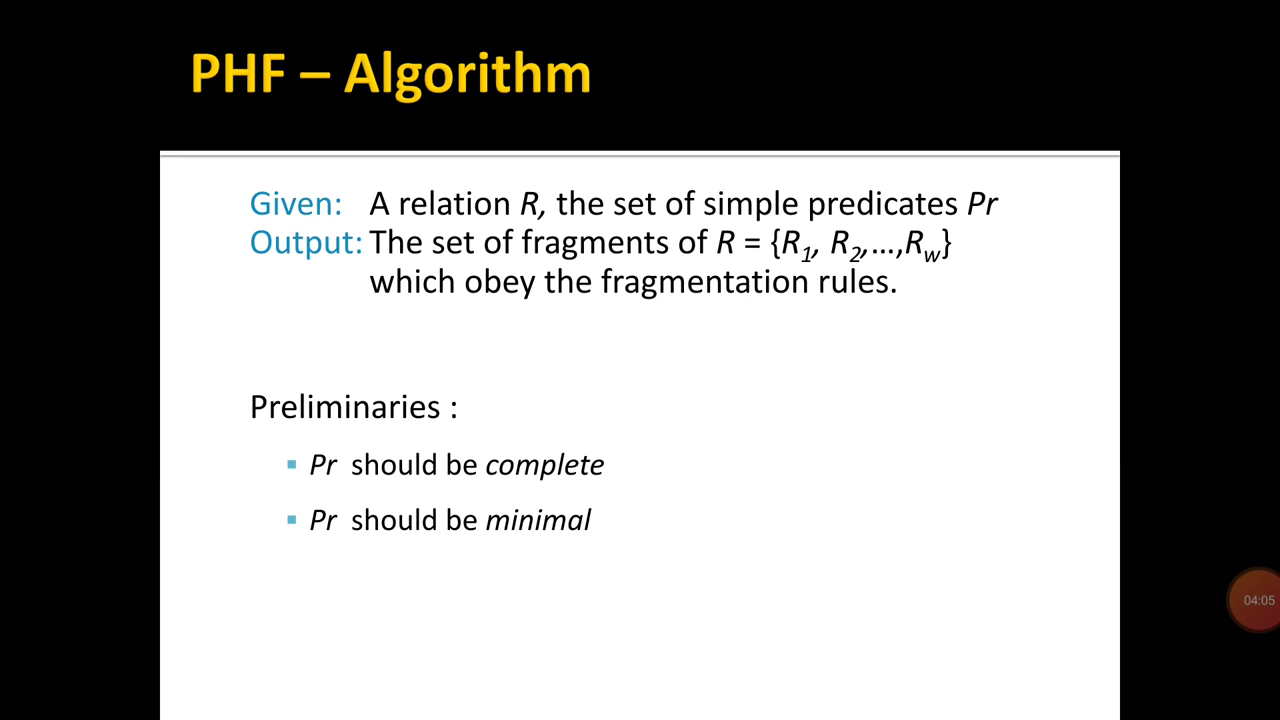 PHF – Algorithm
Given: A relation R, the set of simple predicates Pr
Output: The set of fragments of R = {R1, R2,…,Rw}
which obey the fragmentation rules.
Preliminaries :
▪ Pr should be complete
▪ Pr should be minimal
04:05